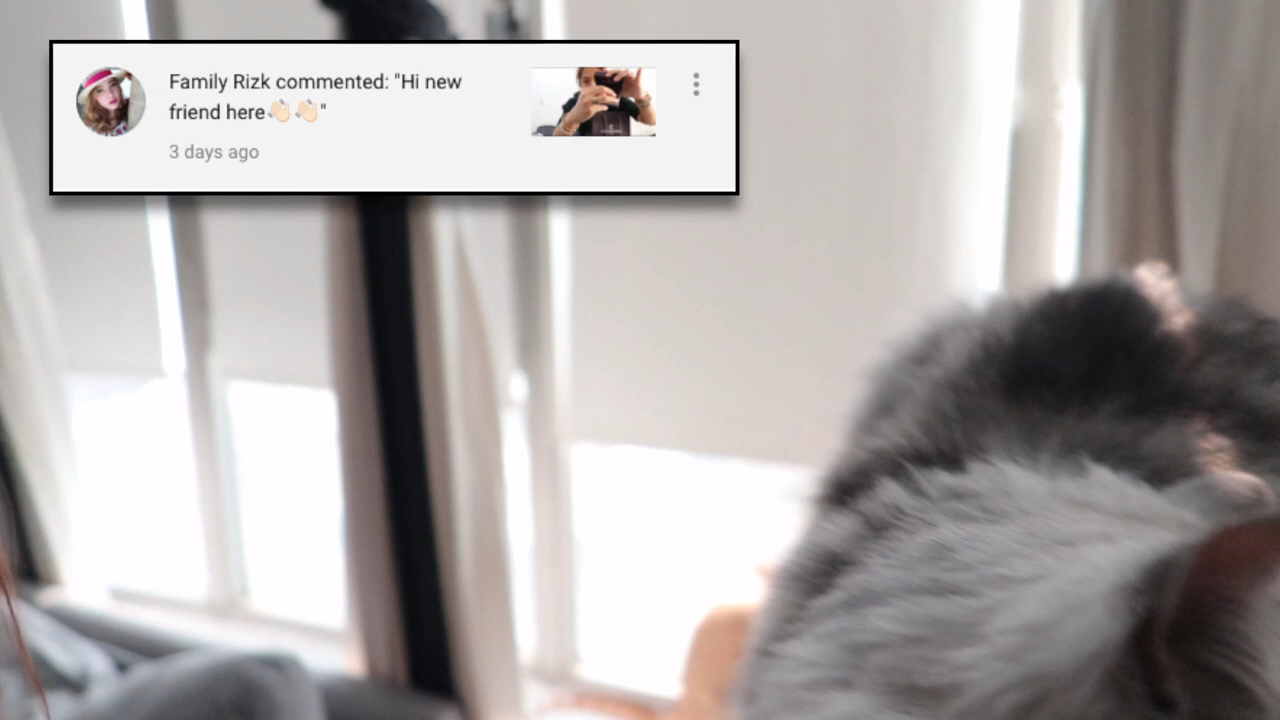 Family Rizk commented: "Hi new
friend here👏🏻👏🏻"
3 days ago